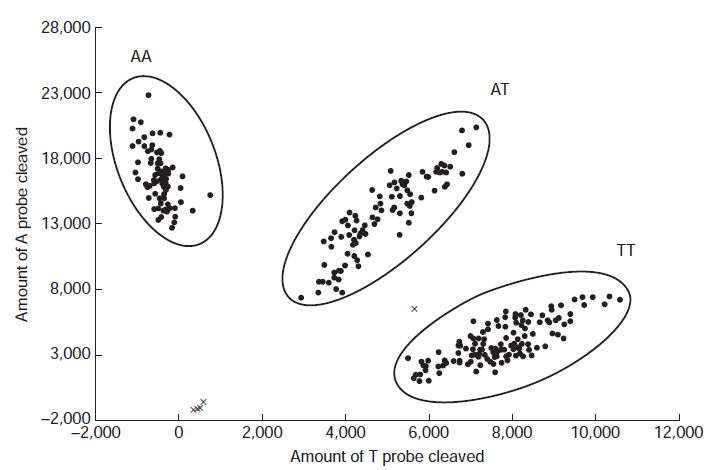 28,000
AA
23,000
AT
18,000
Amount of A probe cleaved
13,000
TT
8,000
3,000
–2,000
–2,000 0 2,000 4,000 6,000 8,000 10,000 12,000
Amount of T probe cleaved